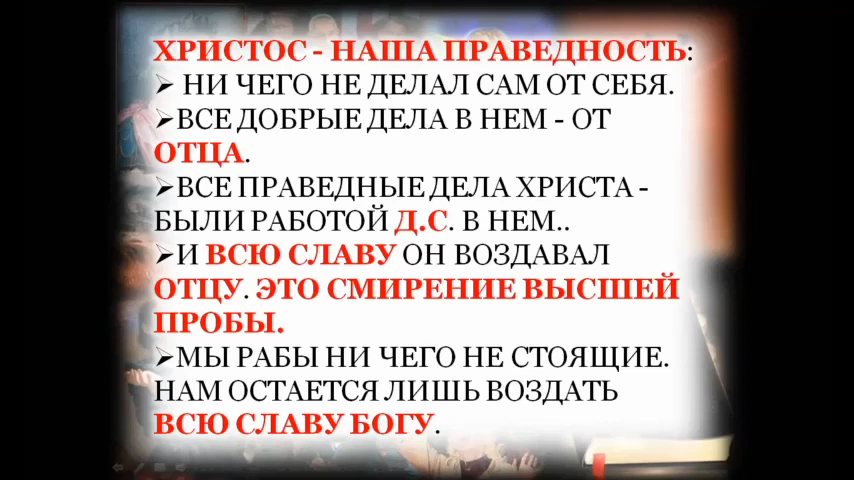 ХРИСТОС - НАША ПРАВЕДНОСТЬ:
➢ НИ ЧЕГО НЕ ДЕЛАЛ САМ ОТ СЕБЯ.
➢ВСЕ ДОБРЫЕ ДЕЛА В НЕМ - ОТ
ОТЦА.
➢ВСЕ ПРАВЕДНЫЕ ДЕЛА ХРИСТА -
БЫЛИ РАБОТОЙ Д.С. В НЕМ..
➢И ВСЮ СЛАВУ ОН ВОЗДАВАЛ
ОТЦУ. ЭТО СМИРЕНИЕ ВЫСШЕЙ
ПРОБЫ.
➢МЫ РАБЫ НИ ЧЕГО НЕ СТОЯЩИЕ.
НАМ ОСТАЕТСЯ ЛИШЬ ВОЗДАТЬ
ВСЮ СЛАВУ БОГУ.